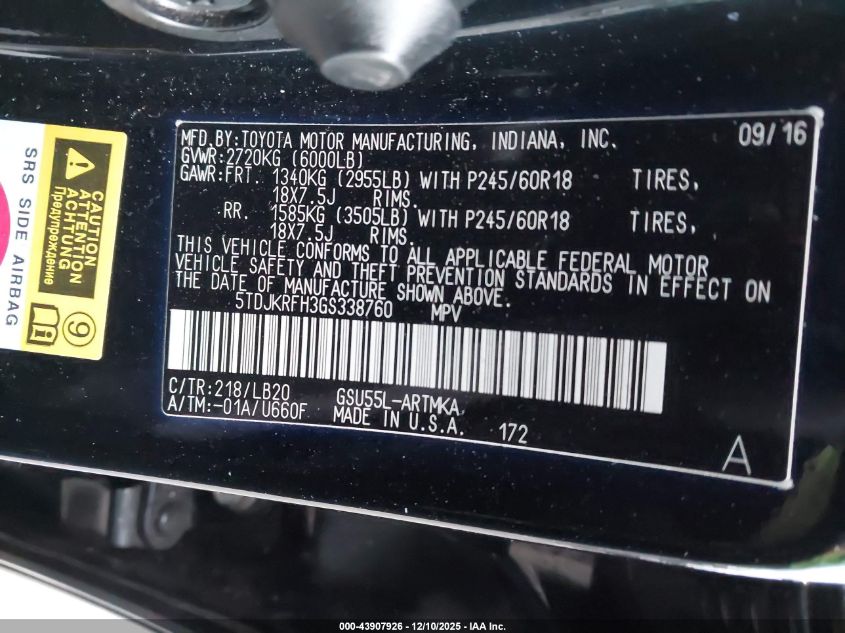 SRS SIDE AIRBAG
CAUTION
ATTENTION
ACHTUNG
Предупреждение
9
MFD.BY:TOYOTA MOTOR MANUFACTURING, INDIANA, INC. 09/16
GVWR:2720KG (6000LB)
GAWR:FRT. 1340KG (2955LB) WITH P245/60R18 TIRES,
18X7.5J RIMS.
RR. 1585KG (3505LB) WITH P245/60R18 TIRES,
18X7.5J RIMS.
THIS VEHICLE CONFORMS TO ALL APPLICABLE FEDERAL MOTOR
VEHICLE SAFETY AND THEFT PREVENTION STANDARDS IN EFFECT ON
THE DATE OF MANUFACTURE SHOWN ABOVE.
5TDJKRFH3GS338760 MPV
C/TR:218/LB20 GSU55L-ARTMKA
A/TM:-01A/U660F MADE IN U.S.A. 172
A
000-43907926 - 12/10/2025 - IAA Inc.